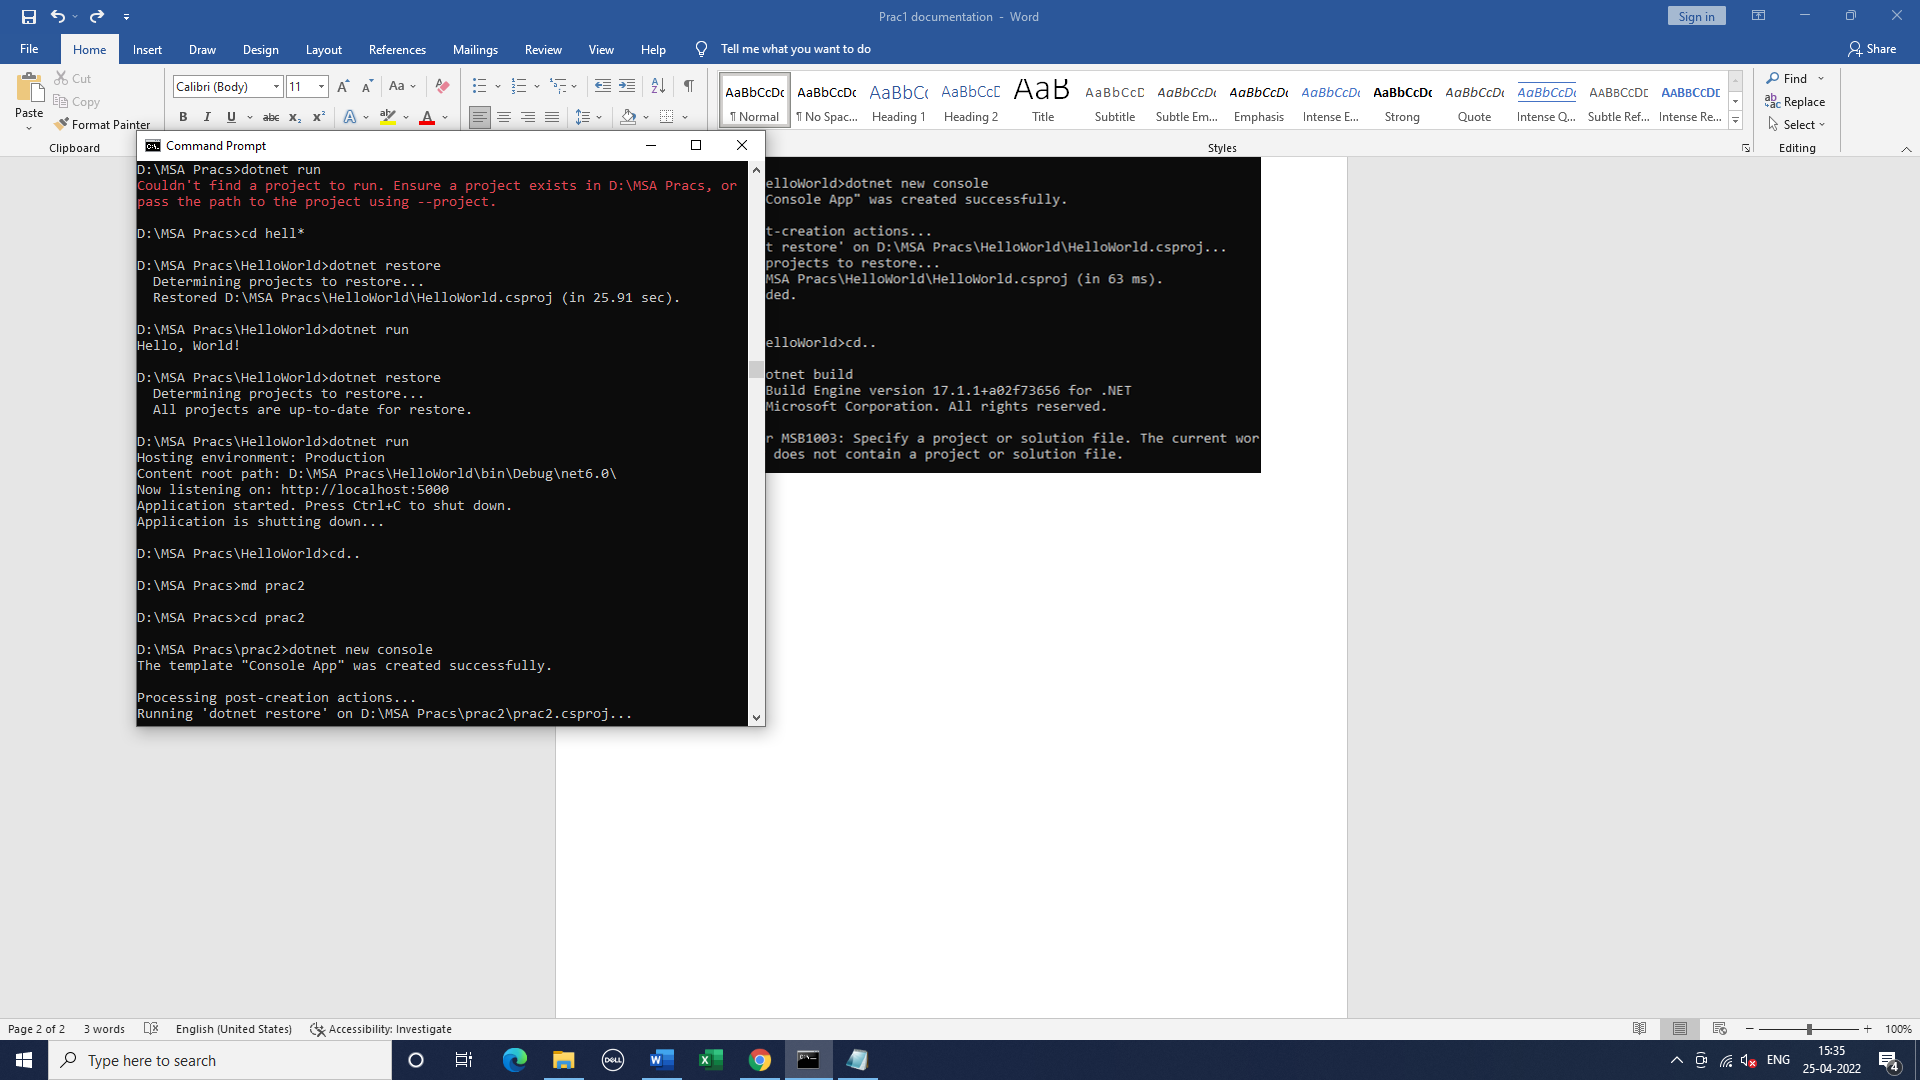 Prac1 documentation - Word
Sign in
File Home Insert Draw Design Layout References Mailings Review View Help Tell me what you want to do
Share
Paste
Cut
Copy
Format Painter
Clipboard
Calibri (Body) 11
Aa
B I U abc x₂ x²
AaBbCcDc AaBbCcDc AaBbCc AaBbCcD AaB AaBbCcD AaBbCcDc AaBbCcDc AaBbCcDc AaBbCcDc AaBbCcDc AaBbCcDc AABBCCDD AABBCCDD
¶ Normal ¶ No Spac... Heading 1 Heading 2 Title Subtitle Subtle Em... Emphasis Intense E... Strong Quote Intense Q... Subtle Ref... Intense Re...
Styles
Find
Replace
Select
Editing
Command Prompt
D:\MSA Pracs>dotnet run
Couldn't find a project to run. Ensure a project exists in D:\MSA Pracs, or
pass the path to the project using --project.
D:\MSA Pracs>cd hell*
D:\MSA Pracs\HelloWorld>dotnet restore
Determining projects to restore...
Restored D:\MSA Pracs\HelloWorld\HelloWorld.csproj (in 25.91 sec).
D:\MSA Pracs\HelloWorld>dotnet run
Hello, World!
D:\MSA Pracs\HelloWorld>dotnet restore
Determining projects to restore...
All projects are up-to-date for restore.
D:\MSA Pracs\HelloWorld>dotnet run
Hosting environment: Production
Content root path: D:\MSA Pracs\HelloWorld\bin\Debug\net6.0\
Now listening on: http://localhost:5000
Application started. Press Ctrl+C to shut down.
Application is shutting down...
D:\MSA Pracs\HelloWorld>cd..
D:\MSA Pracs>md prac2
D:\MSA Pracs>cd prac2
D:\MSA Pracs\prac2>dotnet new console
The template "Console App" was created successfully.
Processing post-creation actions...
Running 'dotnet restore' on D:\MSA Pracs\prac2\prac2.csproj...
elloWorld>dotnet new console
Console App" was created successfully.
t-creation actions...
t restore' on D:\MSA Pracs\HelloWorld\HelloWorld.csproj...
projects to restore...
MSA Pracs\HelloWorld\HelloWorld.csproj (in 63 ms).
ded.
elloWorld>cd..
otnet build
Build Engine version 17.1.1+a02f73656 for .NET
Microsoft Corporation. All rights reserved.
r MSB1003: Specify a project or solution file. The current wor
does not contain a project or solution file.
Page 2 of 2 3 words English (United States) Accessibility: Investigate
100%
Type here to search
DELL
ENG
15:35
25-04-2022
4